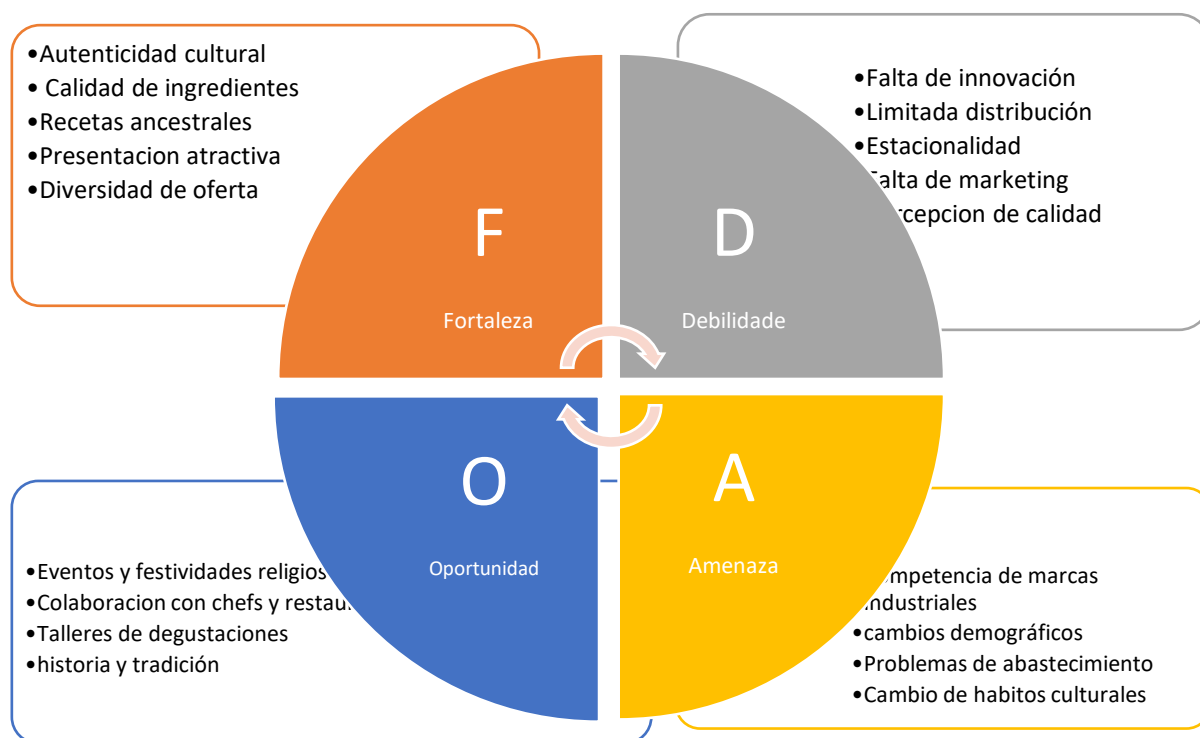 •Autenticidad cultural
• Calidad de ingredientes
•Recetas ancestrales
•Presentacion atractiva
•Diversidad de oferta
•Falta de innovación
•Limitada distribución
•Estacionalidad
Falta de marketing
de calidad
F
Fortaleza
D
Debilidade
O
Oportunidad
A
Amenaza
•Eventos y festividades
•Colaboracion con chefs y
•Talleres de degustaciones
•historia y tradición
de marcas
industriales
•cambios demográficos
•Problemas de abastecimiento
•Cambio de habitos culturales